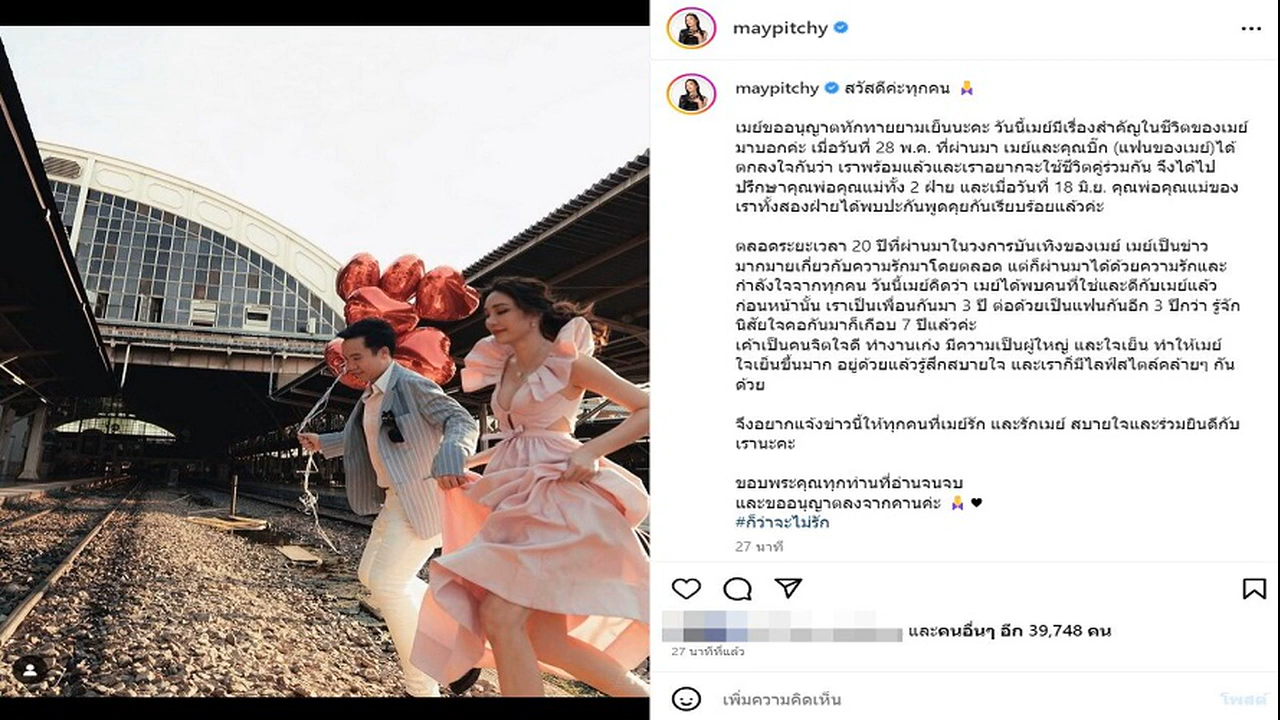 maypitchy
maypitchy สวัสดีค่ะทุกคน
เมย์ขออนุญาตทักทายยามเย็นนะคะ วันนี้เมย์มีเรื่องสำคัญในชีวิตของเมย์
มาบอกค่ะ เมื่อวันที่ 28 พ.ค. ที่ผ่านมา เมย์และคุณบิ๊ก (แฟนของเมย์)ได้
ตกลงใจกันว่า เราพร้อมแล้วและเราอยากจะใช้ชีวิตคู่ร่วมกัน จึงได้ไป
ปรึกษาคุณพ่อคุณแม่ทั้ง 2 ฝ่าย และเมื่อวันที่ 18 มิ.ย. คุณพ่อคุณแม่ของ
เราทั้งสองฝ่ายได้พบปะกันพูดคุยกันเรียบร้อยแล้วค่ะ
ตลอดระยะเวลา 20 ปีที่ผ่านมาในวงการบันเทิงของเมย์ เมย์เป็นข่าว
มากมายเกี่ยวกับความรักมาโดยตลอด แต่ก็ผ่านมาได้ด้วยความรักและ
กำลังใจจากทุกคน วันนี้เมย์คิดว่า เมย์ได้พบคนที่ใช่และดีกับเมย์แล้ว
ก่อนหน้านั้น เราเป็นเพื่อนกันมา 3 ปี ต่อด้วยเป็นแฟนกันอีก 3 ปีกว่า รู้จัก
นิสัยใจคอกันมาก็เกือบ 7 ปีแล้วค่ะ
เค้าเป็นคนจิตใจดี ทำงานเก่ง มีความเป็นผู้ใหญ่ และใจเย็น ทำให้เมย์
ใจเย็นขึ้นมาก อยู่ด้วยแล้วรู้สึกสบายใจ และเราก็มีไลฟ์สไตล์คล้ายๆ กัน
ด้วย
จึงอยากแจ้งข่าวนี้ให้ทุกคนที่เมย์รัก และรักเมย์ สบายใจและร่วมยินดีกับ
เรานะคะ
ขอบพระคุณทุกท่านที่อ่านจนจบ
และขออนุญาตลงจากคานค่ะ
#ก็ว่าจะไม่รัก
27 นาที
และคนอื่นๆ อีก 39,748 คน
27 นาทีที่แล้ว
เพิ่มความคิดเห็น
โพสต์